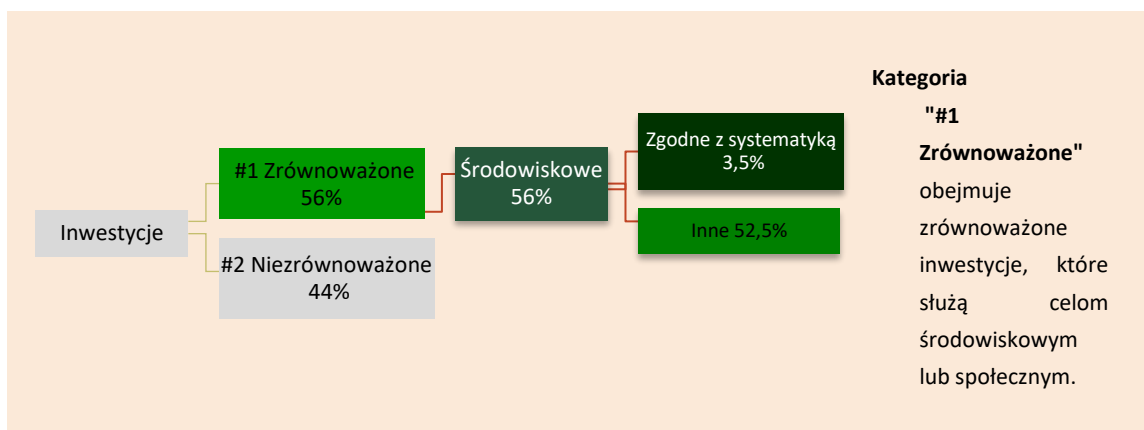 Inwestycje
#1 Zrównoważone
56%
#2 Niezrównoważone
44%
Środowiskowe
56%
Zgodne z systematyką
3,5%
Inne 52,5%
Kategoria
"#1
Zrównoważone"
obejmuje
zrównoważone
inwestycje, które
służą celom
środowiskowym
lub społecznym.